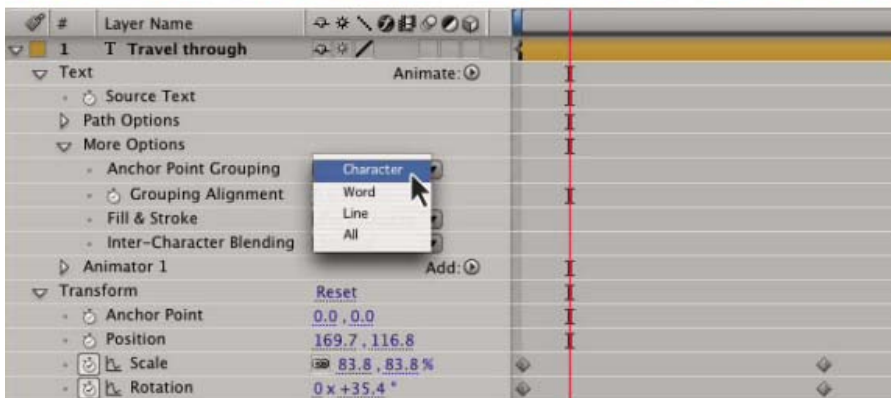 # Layer Name
1 T Travel through
Text Animate:
Source Text
Path Options
More Options
Anchor Point Grouping Character
Grouping Alignment Word
Line
Fill & Stroke
All
Inter-Character Blending
Animator 1 Add:
Transform Reset
Anchor Point 0.0 , 0.0
Position 169.7 , 116.8
Scale 83.8 , 83.8 %
Rotation 0 x +35.4 °